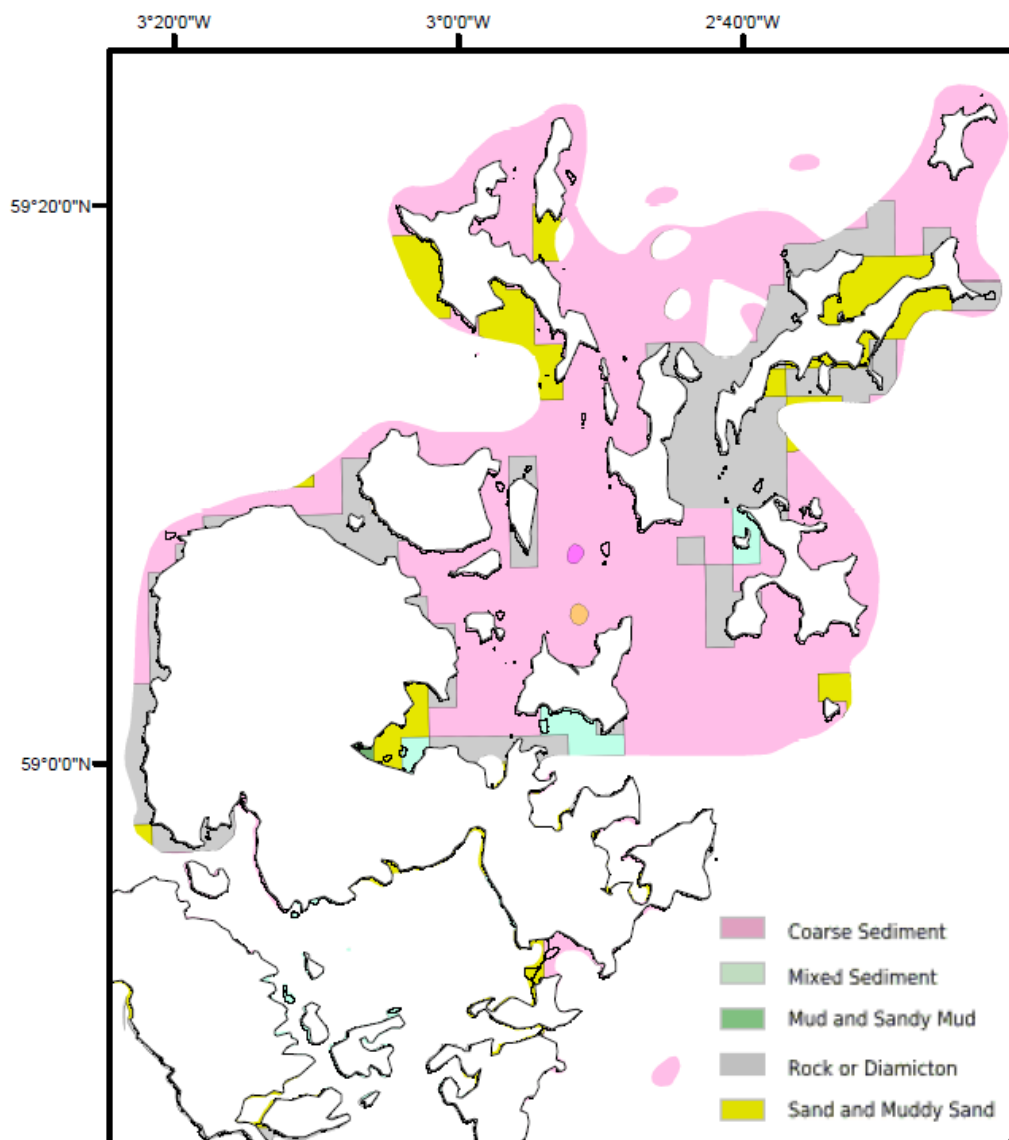 3°20'0"W 3°0'0"W 2°40'0"W
59°20'0"N
59°0'0"N
Coarse Sediment
Mixed Sediment
Mud and Sandy Mud
Rock or Diamicton
Sand and Muddy Sand